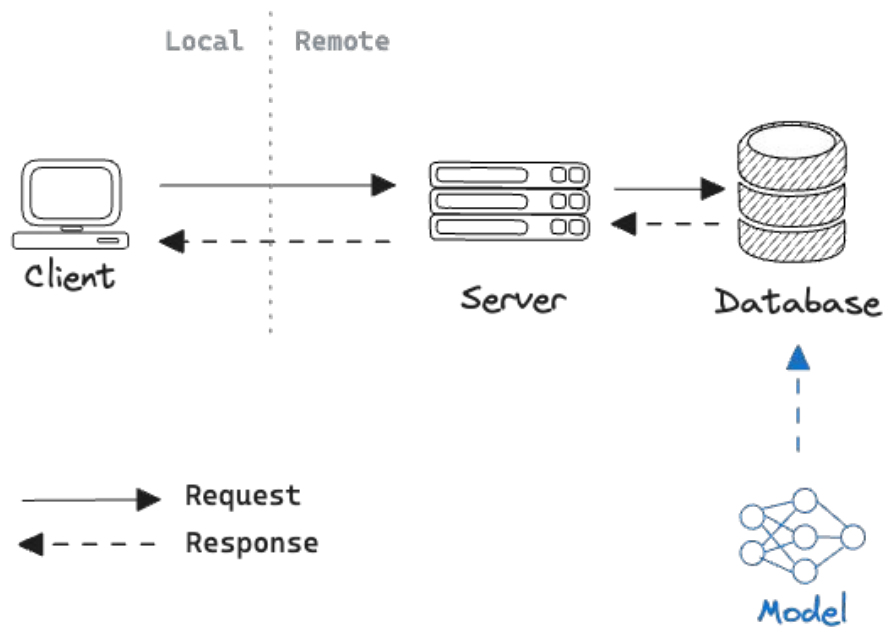 Local Remote
Client
Server
Database
Request
Response
Model